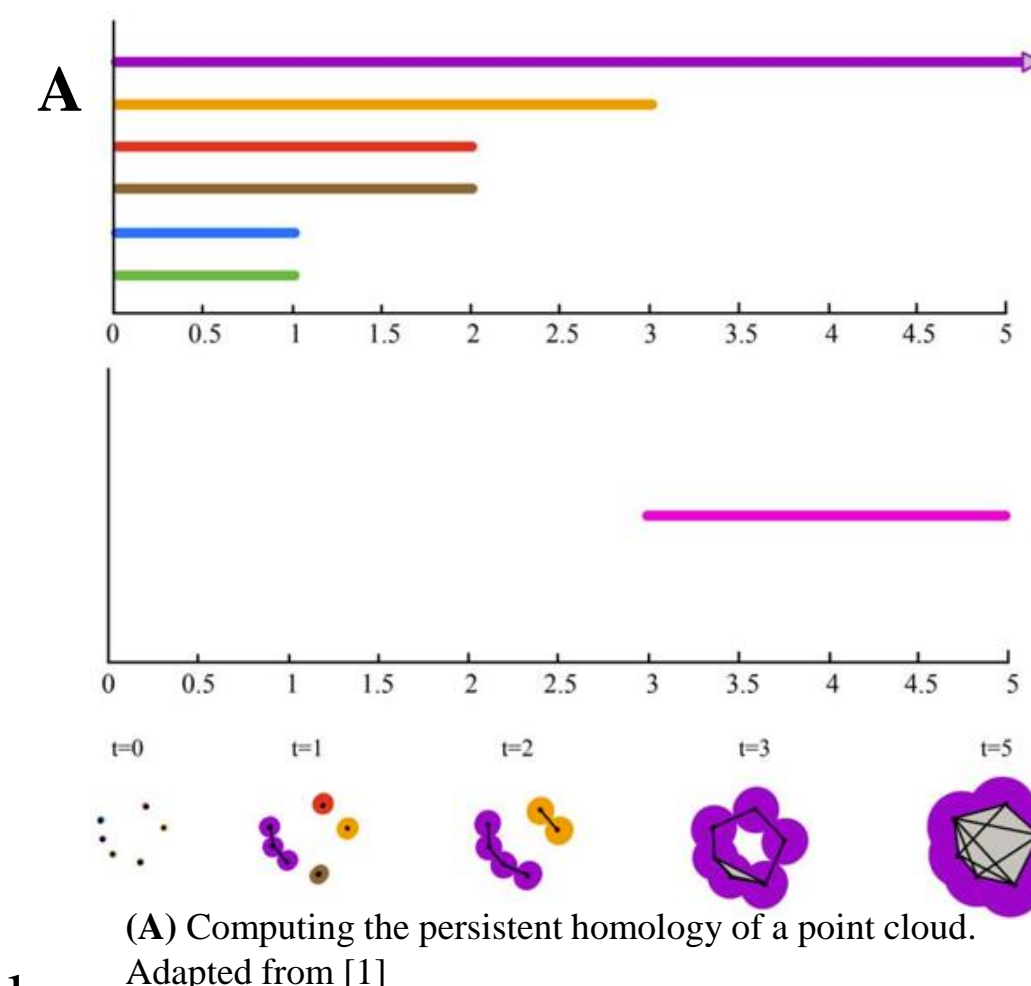 A
0 0.5 1 1.5 2 2.5 3 3.5 4 4.5 5
0 0.5 1 1.5 2 2.5 3 3.5 4 4.5 5
t=0 t=1 t=2 t=3 t=5
(A) Computing the persistent homology of a point cloud.
Adapted from [1]